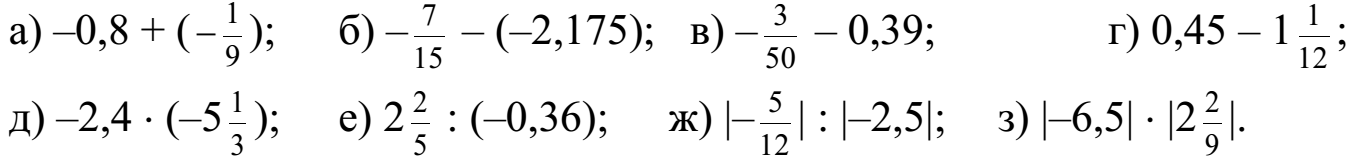 а) –0,8 + (–1/9); б) –7/15 – (–2,175); в) –3/50 – 0,39; г) 0,45 – 1 1/12;
д) –2,4 · (–5 1/3); е) 2 2/5 : (–0,36); ж) |–5/12| : |–2,5|; з) |–6,5| · |2 2/9|.